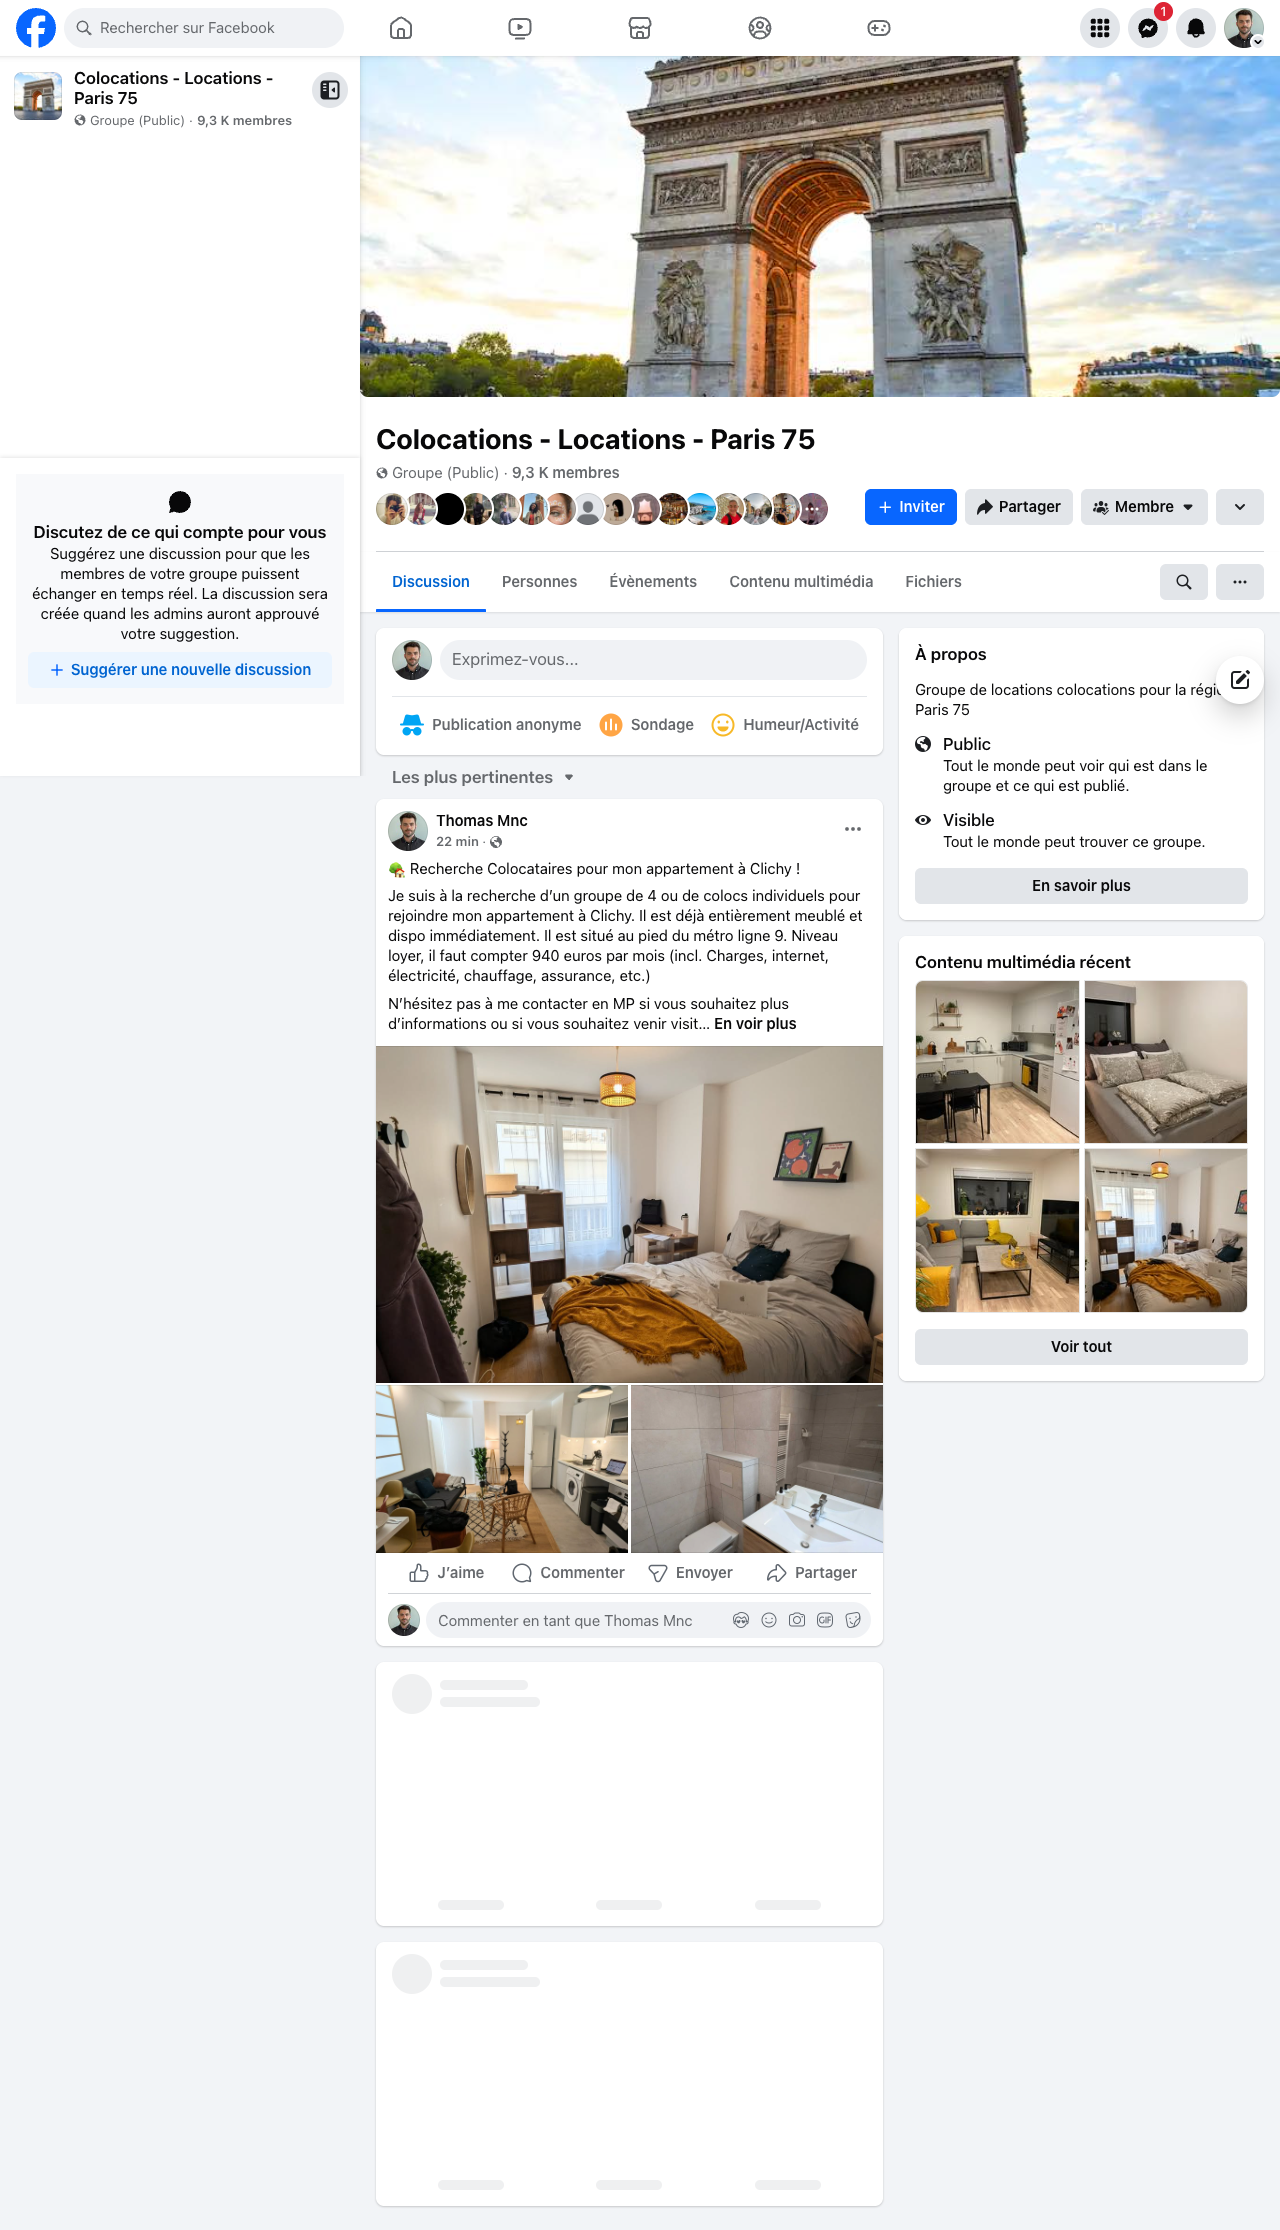 Rechercher sur Facebook
1
Colocations - Locations -
Paris 75
Groupe (Public) · 9,3 K membres
Discutez de ce qui compte pour vous
Suggérez une discussion pour que les
membres de votre groupe puissent
échanger en temps réel. La discussion sera
créée quand les admins auront approuvé
votre suggestion.
Suggérer une nouvelle discussion
Colocations - Locations - Paris 75
Groupe (Public) · 9,3 K membres
Inviter
Partager
Membre
Discussion
Personnes
Évènements
Contenu multimédia
Fichiers
Exprimez-vous...
Publication anonyme
Sondage
Humeur/Activité
Les plus pertinentes
Thomas Mnc
22 min ·
Recherche Colocataires pour mon appartement à Clichy !
Je suis à la recherche d'un groupe de 4 ou de colocs individuels pour
rejoindre mon appartement à Clichy. Il est déjà entièrement meublé et
dispo immédiatement. Il est situé au pied du métro ligne 9. Niveau
loyer, il faut compter 940 euros par mois (incl. Charges, internet,
électricité, chauffage, assurance, etc.)
N'hésitez pas à me contacter en MP si vous souhaitez plus
d'informations ou si vous souhaitez venir visit... En voir plus
J'aime
Commenter
Envoyer
Partager
Commenter en tant que Thomas Mnc
GIF
À propos
Groupe de locations colocations pour la
Paris 75
Public
Tout le monde peut voir qui est dans le
groupe et ce qui est publié.
Visible
Tout le monde peut trouver ce groupe.
En savoir plus
Contenu multimédia récent
Voir tout